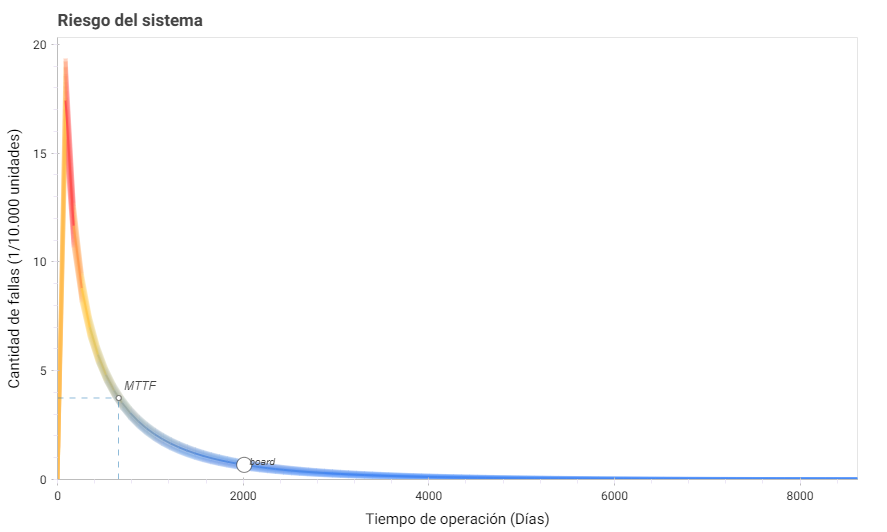 Riesgo del sistema
Cantidad de fallas (1/10.000 unidades)
20
15
10
5
0
MTTF
board
0
2000
4000
6000
8000
Tiempo de operación (Días)